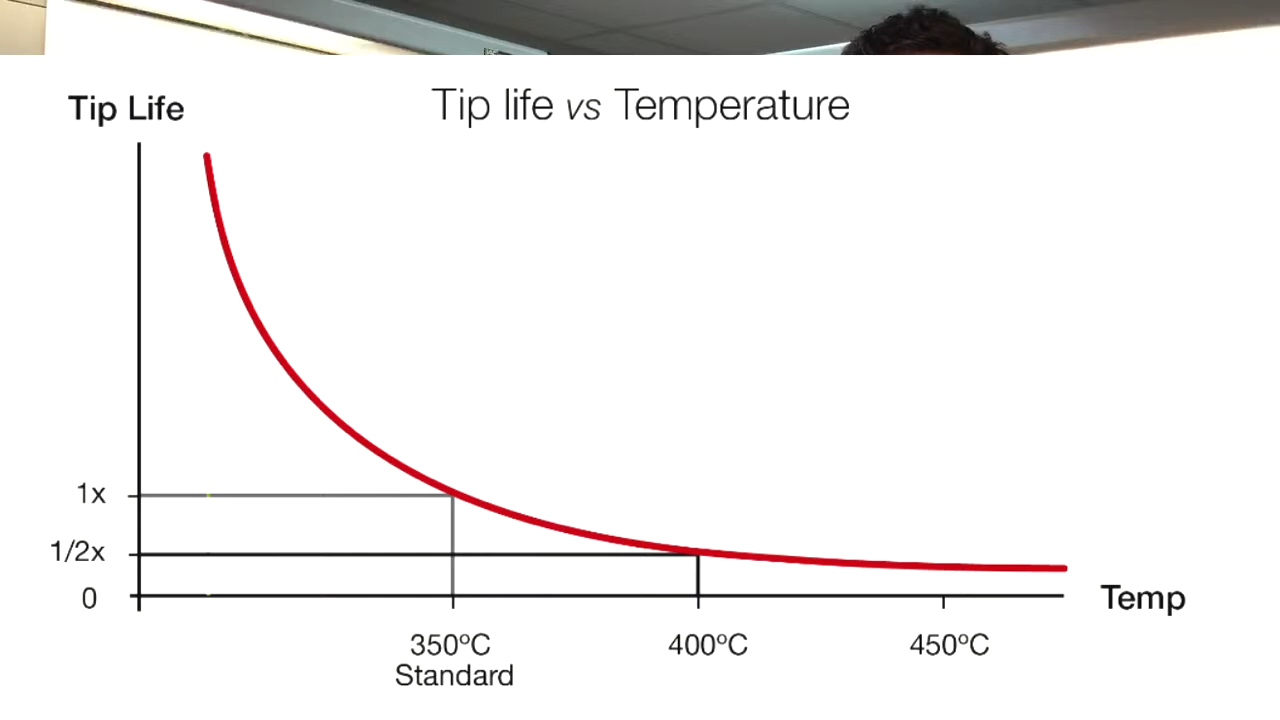 Tip Life
Tip life vs Temperature
1x
1/2x
0
Temp
350ºC
400ºC
450ºC
Standard